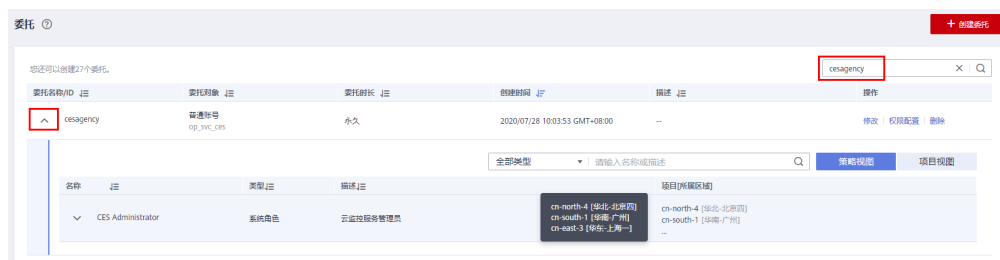 委托
+ 创建委托
您还可以创建27个委托。
cesagency
委托名称/ID 委托对象 委托时长 创建时间 描述 操作
cesagency 普通账号 永久 2020/07/28 10:03:53 GMT+08:00 -- 修改 权限配置 删除
op_svc_ces
全部类型 请输入名称或描述 策略视图 项目视图
名称 类型 描述 项目[所属区域]
CES Administrator 系统角色 云监控服务管理员
cn-north-4 [华北-北京四]
cn-south-1 [华南-广州]
cn-east-3 [华东-上海一]
cn-north-4 [华北-北京四]
cn-south-1 [华南-广州]
...